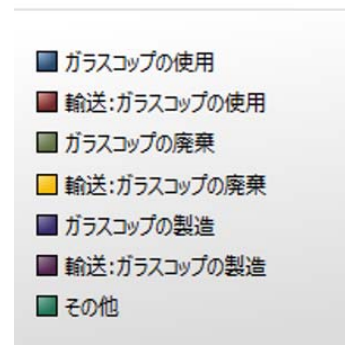 ガラスコップの使用
輸送:ガラスコップの使用
ガラスコップの廃棄
輸送:ガラスコップの廃棄
ガラスコップの製造
輸送:ガラスコップの製造
その他